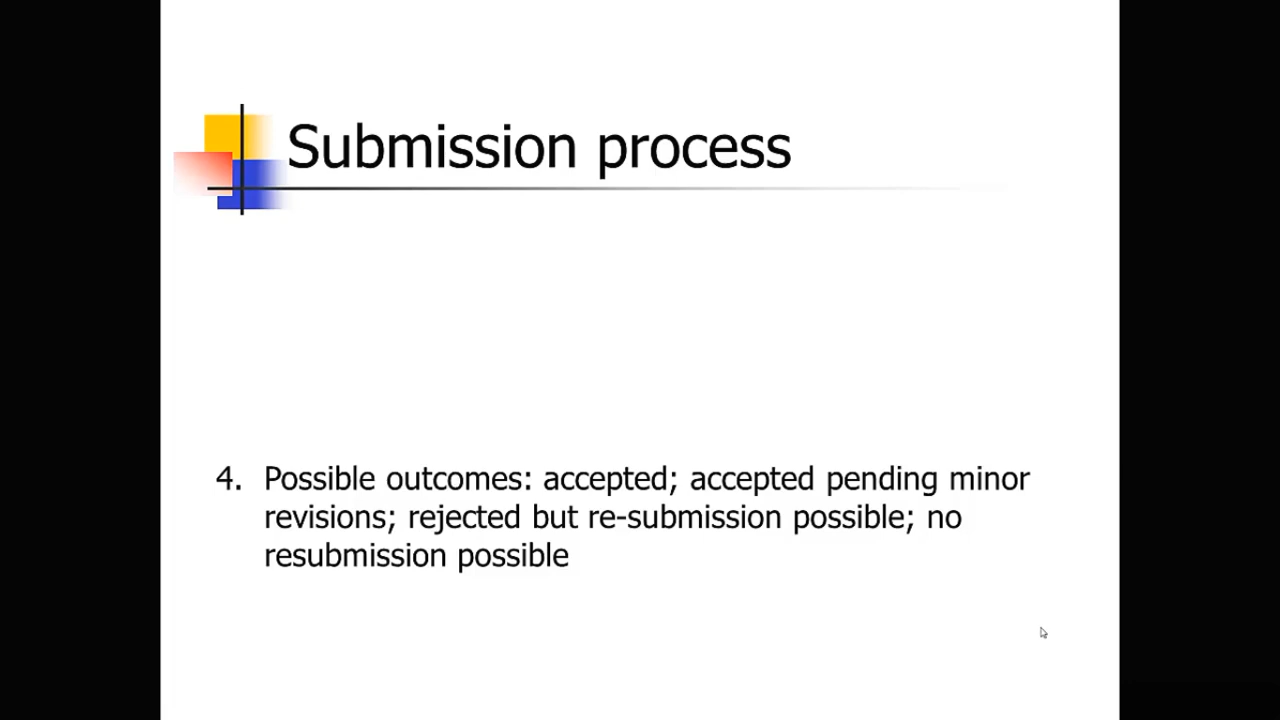 Submission process
4. Possible outcomes: accepted; accepted pending minor
revisions; rejected but re-submission possible; no
resubmission possible